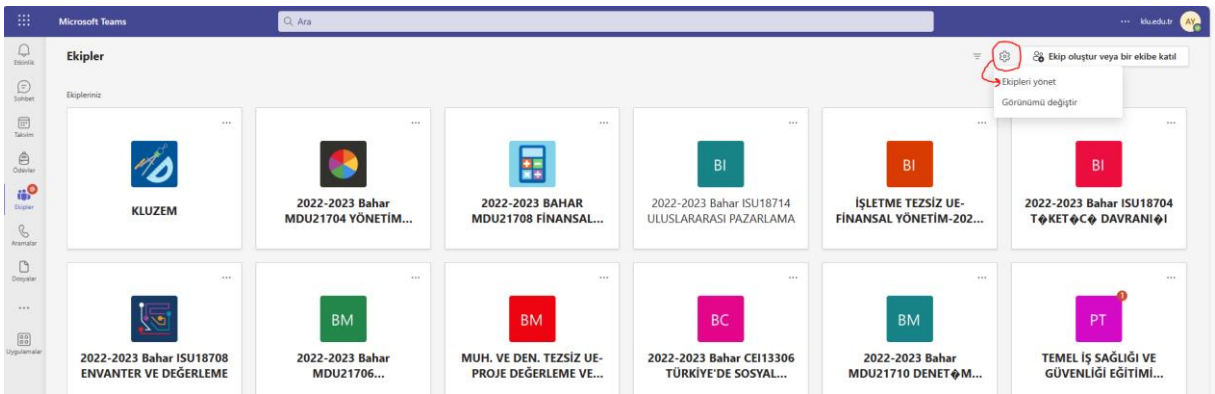 Microsoft Teams
Ara
klu.edu.tr
AY
Etkinlik
Sohbet
Takvim
Ödevler
Ekipler
Aramalar
Dosyalar
Uygulamalar
Ekipler
Ekip oluştur veya bir ekibe katıl
Ekipleri yönet
Görünümü değiştir
Ekipleriniz
KLUZEM
2022-2023 Bahar
MDU21704 YÖNETİM...
2022-2023 BAHAR
MDU21708 FİNANSAL...
BI
2022-2023 Bahar ISU18714
ULUSLARARASI PAZARLAMA
BI
İŞLETME TEZSİZ UE-
FİNANSAL YÖNETİM-202...
BI
2022-2023 Bahar ISU18704
T�KET�C� DAVRANI�I
2022-2023 Bahar ISU18708
ENVANTER VE DEĞERLEME
BM
2022-2023 Bahar
MDU21706...
BM
MUH. VE DEN. TEZSİZ UE-
PROJE DEĞERLEME VE...
BC
2022-2023 Bahar CEI13306
TÜRKİYE'DE SOSYAL...
BM
2022-2023 Bahar
MDU21710 DENET�M...
1
PT
TEMEL İŞ SAĞLIĞI VE
GÜVENLİĞİ EĞİTİMİ...